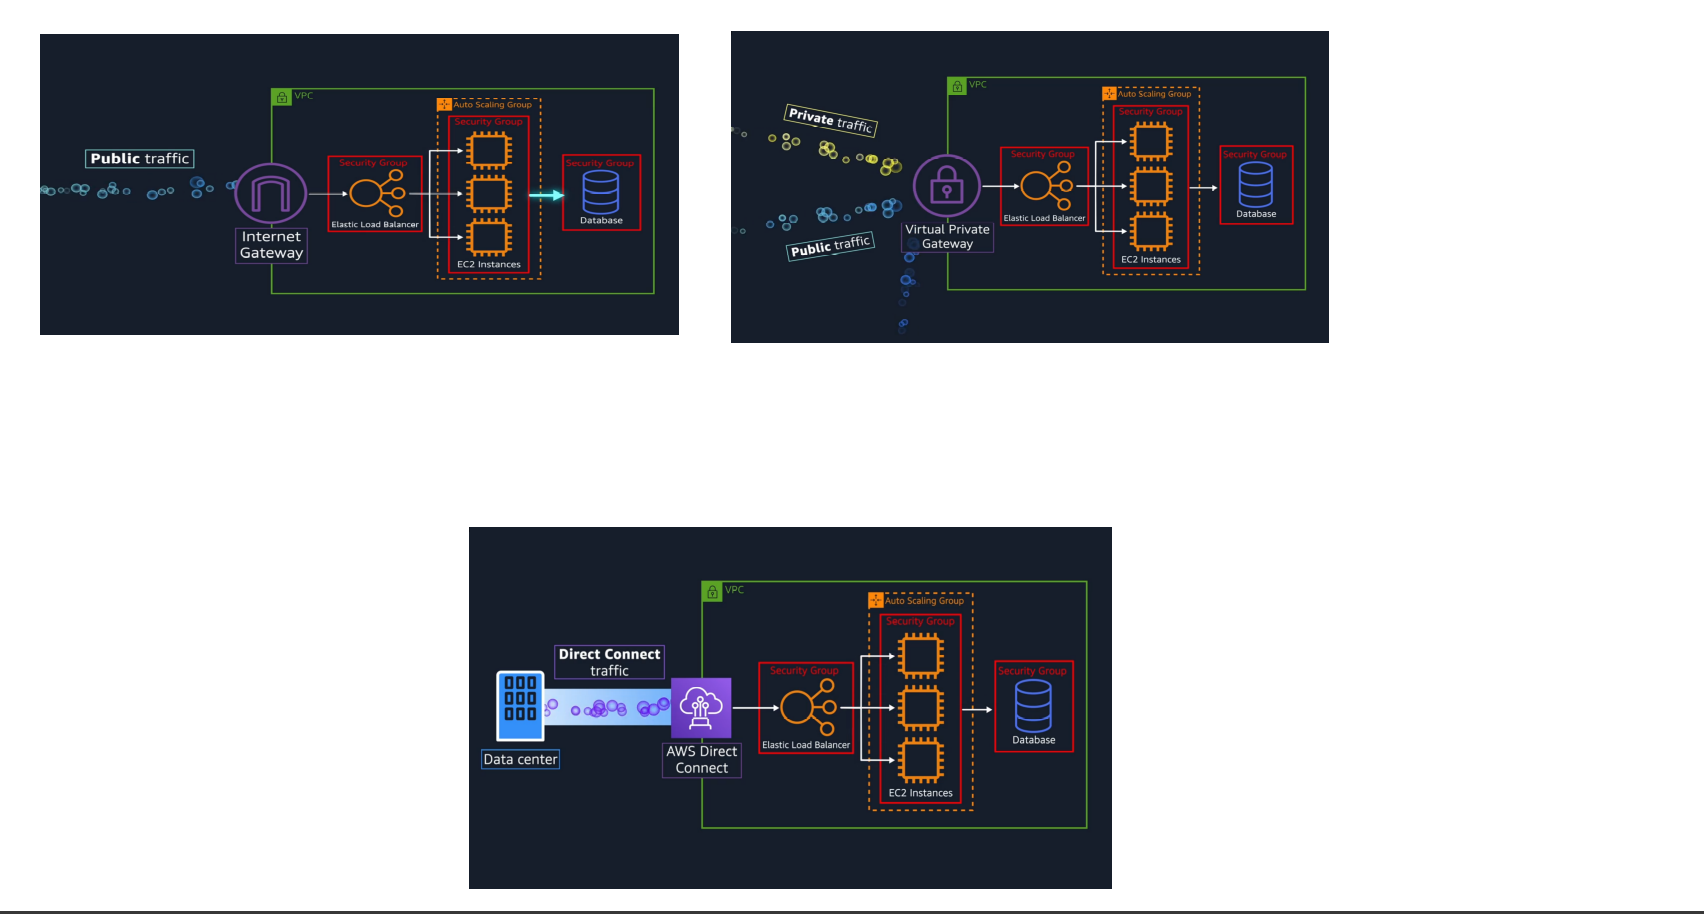 VPC
Auto Scaling Group
Security Group
Public traffic
Security Group
Security Group
Elastic Load Balancer
Database
Internet
Gateway
EC2 Instances
VPC
Auto Scaling Group
Private traffic
Security Group
Security Group
Security Group
Elastic Load Balancer
Database
Virtual Private
Gateway
Public traffic
EC2 Instances
VPC
Auto Scaling Group
Security Group
Direct Connect
traffic
Security Group
Security Group
Elastic Load Balancer
Database
Data center
AWS Direct
Connect
EC2 Instances